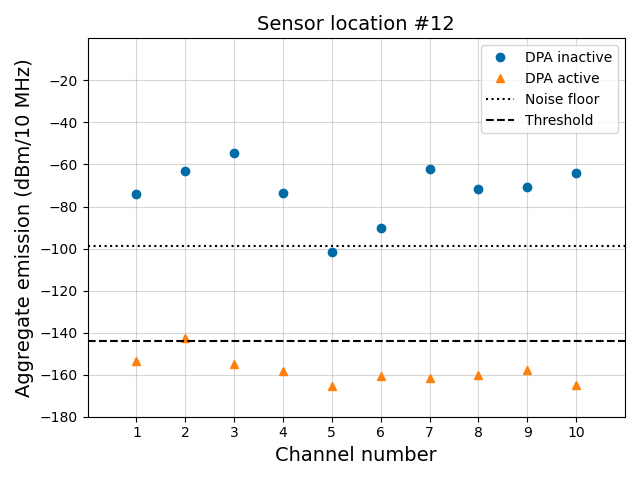 Sensor location #12
DPA inactive
DPA active
Noise floor
Threshold
Aggregate emission (dBm/10 MHz)
−20
−40
−60
−80
−100
−120
−140
−160
−180
1 2 3 4 5 6 7 8 9 10
Channel number